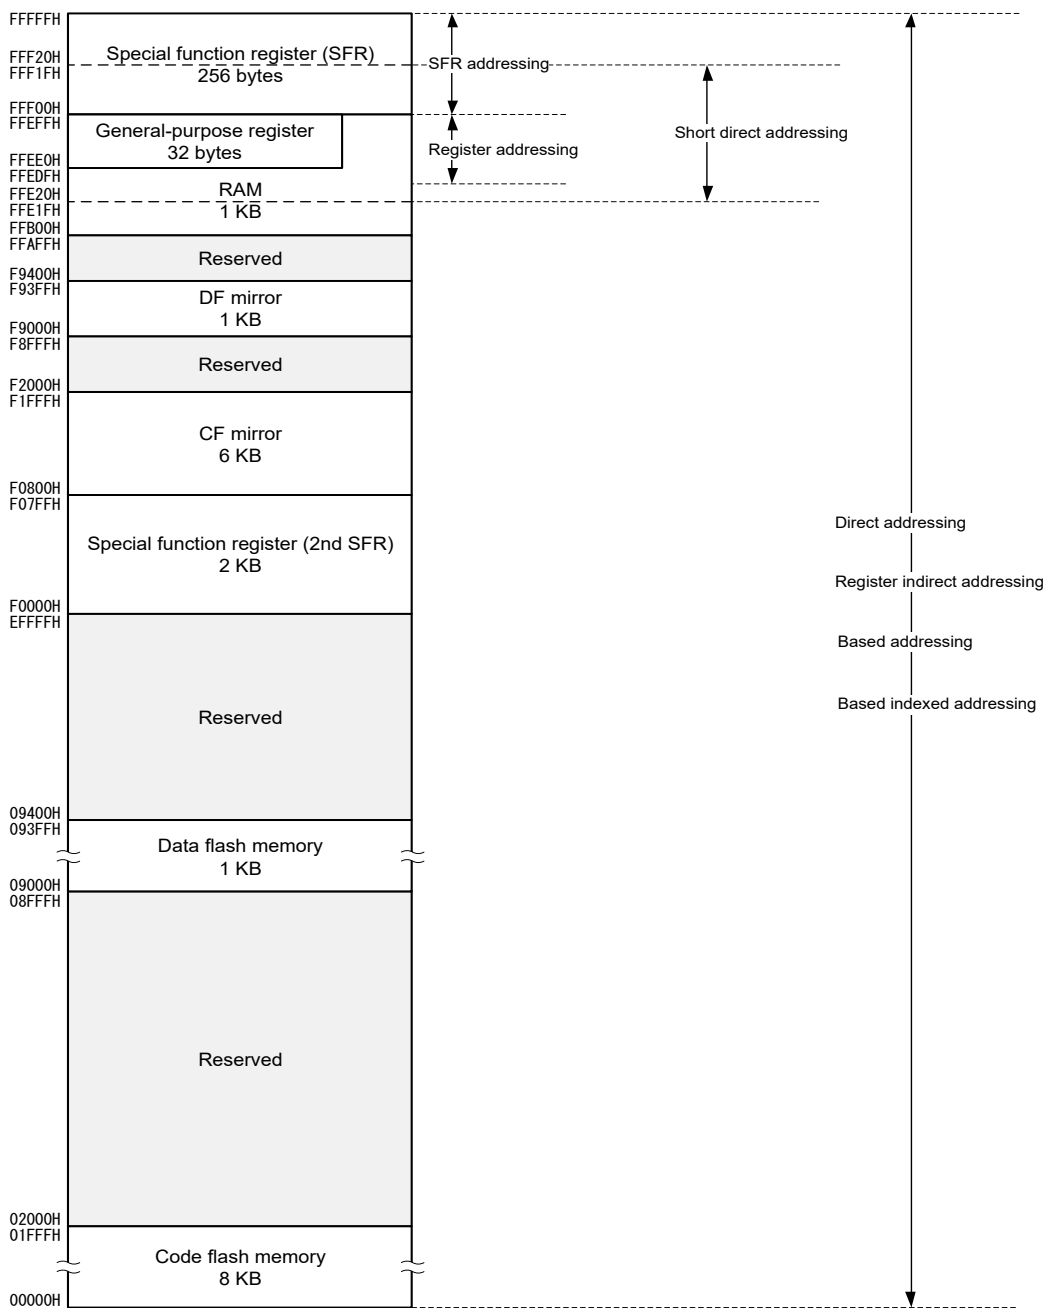 FFFFFH
Special function register (SFR)
256 bytes
FFF20H
FFF1FH
SFR addressing
FFF00H
FFEFFH
General-purpose register
32 bytes
Register addressing
Short direct addressing
FFEE0H
FFEDFH
RAM
1 KB
FFE20H
FFE1FH
FFB00H
FFAFFH
Reserved
F9400H
F93FFH
DF mirror
1 KB
F9000H
F8FFFH
Reserved
F2000H
F1FFFH
CF mirror
6 KB
F0800H
F07FFH
Special function register (2nd SFR)
2 KB
Direct addressing
Register indirect addressing
F0000H
EFFFFH
Based addressing
Reserved
Based indexed addressing
09400H
093FFH
Data flash memory
1 KB
09000H
08FFFH
Reserved
02000H
01FFFH
Code flash memory
8 KB
00000H